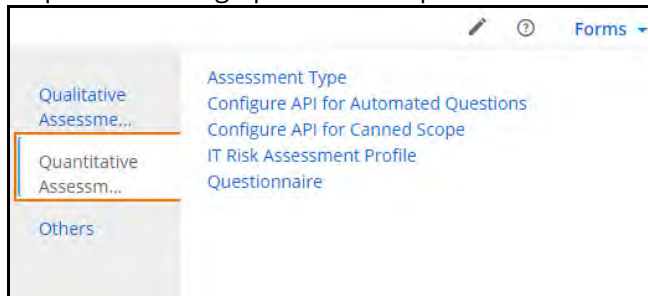 Forms
Qualitative
Assessme...
Quantitative
Assessm...
Others
Assessment Type
Configure API for Automated Questions
Configure API for Canned Scope
IT Risk Assessment Profile
Questionnaire